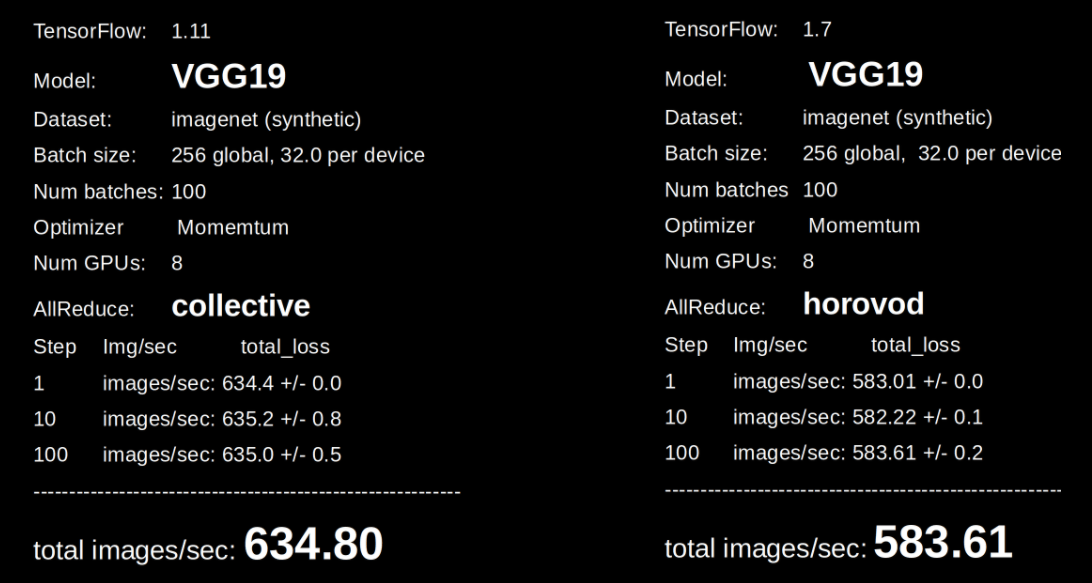 TensorFlow: 1.11
Model: VGG19
Dataset: imagenet (synthetic)
Batch size: 256 global, 32.0 per device
Num batches: 100
Optimizer Momemtum
Num GPUs: 8
AllReduce: collective
Step Img/sec total_loss
1 images/sec: 634.4 +/- 0.0
10 images/sec: 635.2 +/- 0.8
100 images/sec: 635.0 +/- 0.5
-------------------------------------------------------------
total images/sec: 634.80
TensorFlow: 1.7
Model: VGG19
Dataset: imagenet (synthetic)
Batch size: 256 global, 32.0 per device
Num batches 100
Optimizer Momemtum
Num GPUs: 8
AllReduce: horovod
Step Img/sec total_loss
1 images/sec: 583.01 +/- 0.0
10 images/sec: 582.22 +/- 0.1
100 images/sec: 583.61 +/- 0.2
---------------------------------------------------------
total images/sec: 583.61